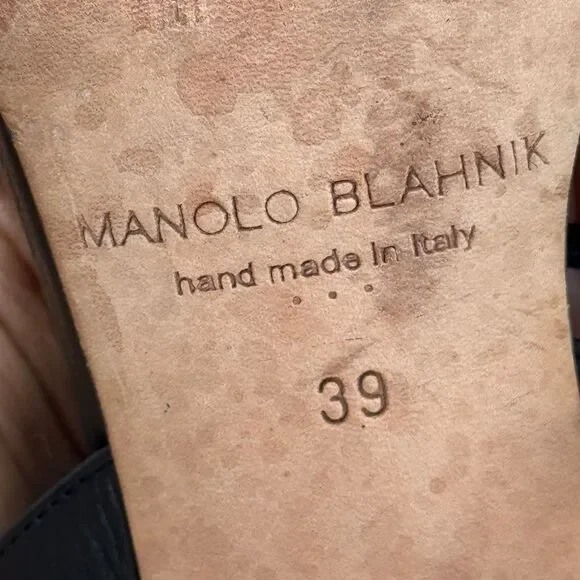 MANOLO BLAHNIK
hand made in Italy
• • •
39